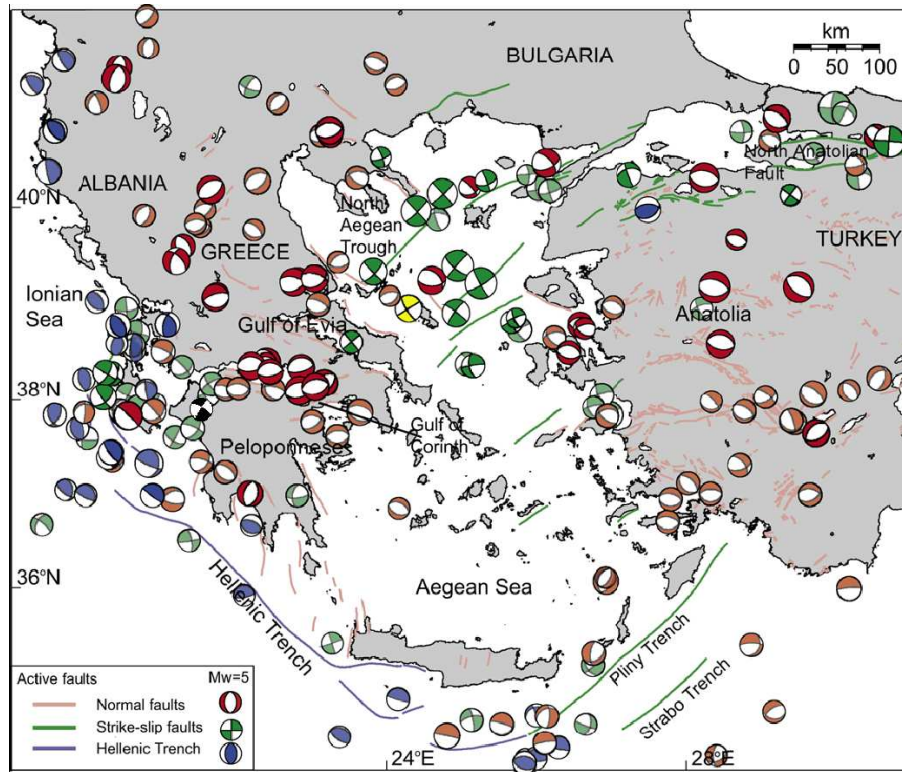 BULGARIA
km
0 50 100
ALBANIA
North Anatolian
Fault
40°N
North
Aegean
Trough
GREECE
TURKEY
Ionian
Sea
Gulf of Evia
Anatolia
38°N
Gulf of
Corinth
Peloponnese
36°N
Aegean Sea
Hellenic Trench
Pliny Trench
Strabo Trench
Active faults
Mw=5
Normal faults
Strike-slip faults
Hellenic Trench
24°E
28°E